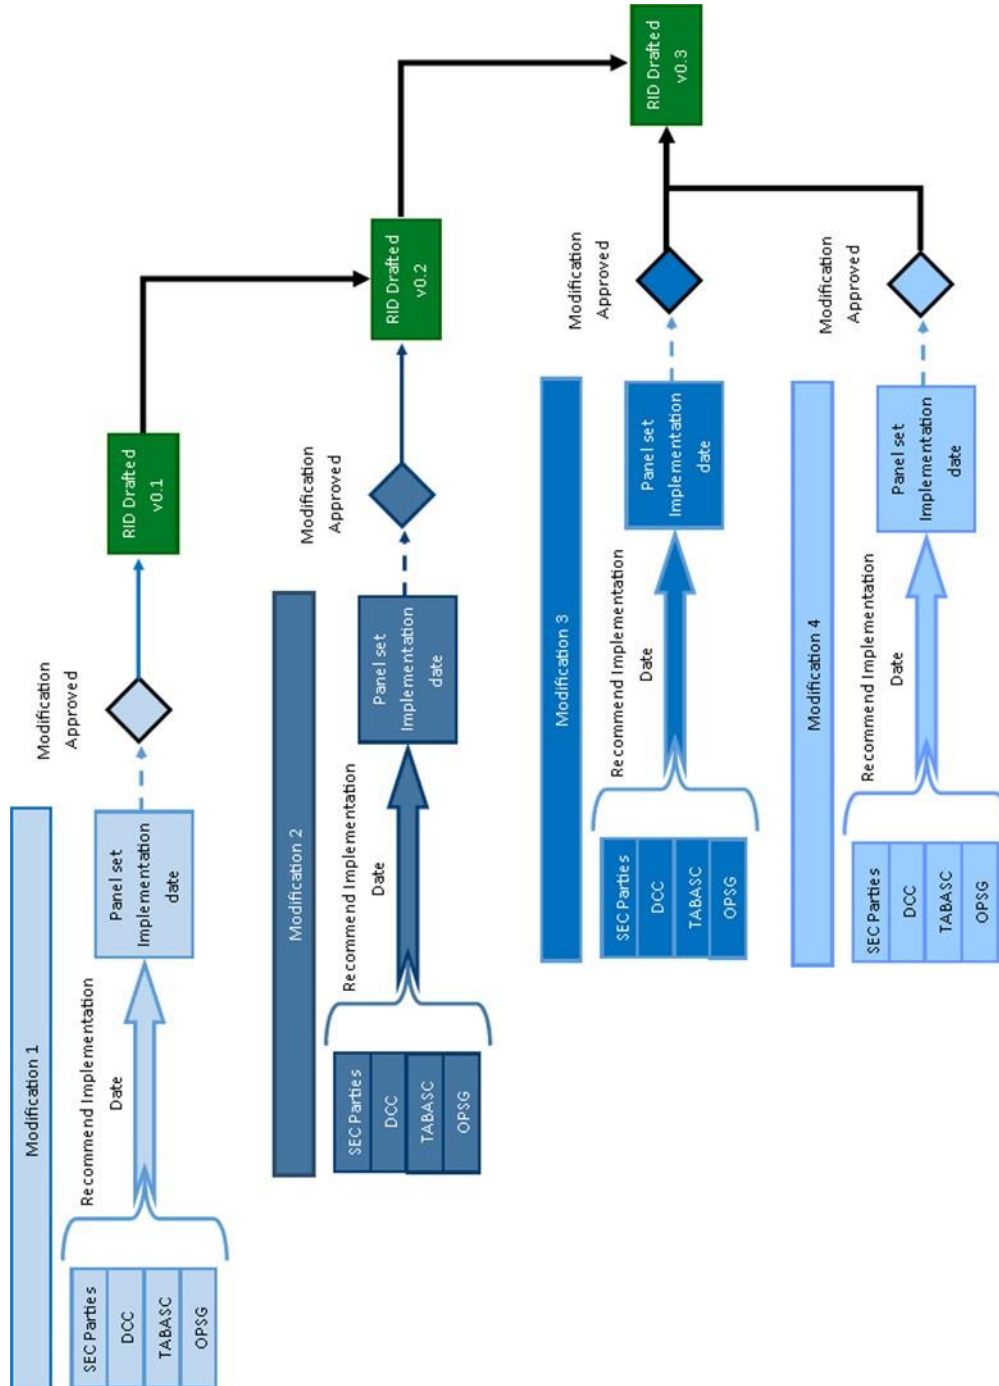 Modification 1
SEC Parties
DCC
TABASC
OPSG
Recommend Implementation
Date
Panel set
Implementation
date
Modification
Approved
RID Drafted
v0.1
Modification 2
SEC Parties
DCC
TABASC
OPSG
Recommend Implementation
Date
Panel set
Implementation
date
Modification
Approved
RID Drafted
v0.2
Modification 3
SEC Parties
DCC
TABASC
OPSG
Recommend Implementation
Date
Panel set
Implementation
date
Modification
Approved
RID Drafted
v0.3
Modification 4
SEC Parties
DCC
TABASC
OPSG
Recommend Implementation
Date
Panel set
Implementation
date
Modification
Approved